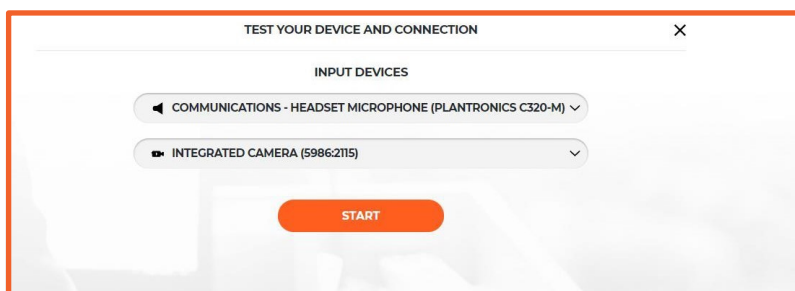 TEST YOUR DEVICE AND CONNECTION
INPUT DEVICES
COMMUNICATIONS - HEADSET MICROPHONE (PLANTRONICS C320-M)
INTEGRATED CAMERA (5986:2115)
START